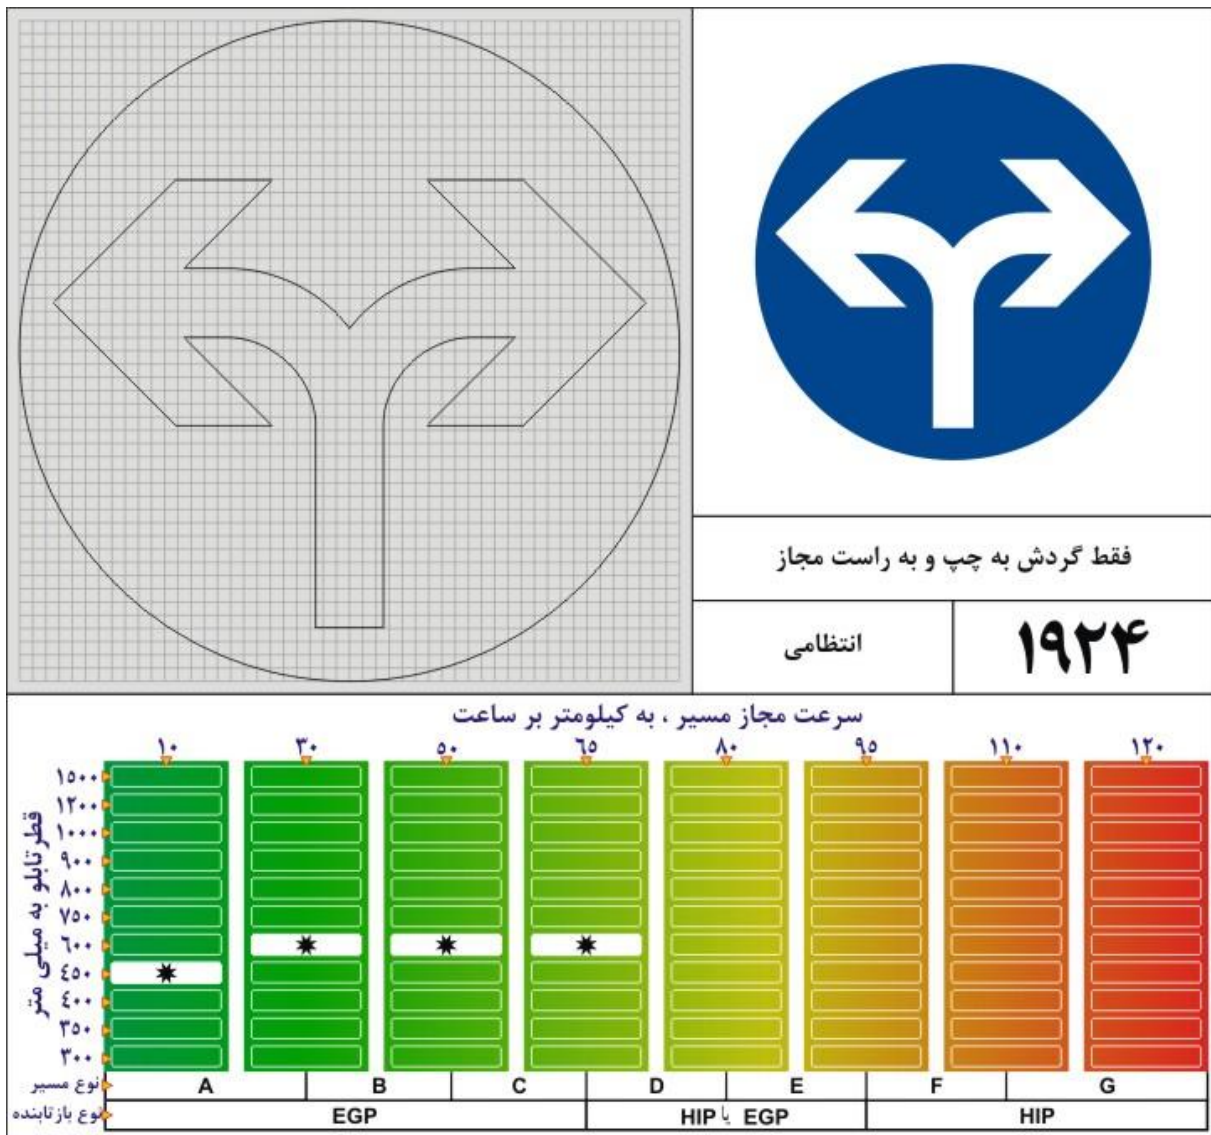 فقط گردش به چپ و به راست مجاز
۱۹۲۴
انتظامی
سرعت مجاز مسیر ، به کیلومتر بر ساعت
۱۰ ۳۰ ۵۰ ۶۵ ۸۰ ۹۵ ۱۱۰ ۱۲۰
قطر تابلو به میلی متر
۱۵۰۰
۱۲۰۰
۱۰۰۰
۹۰۰
۸۰۰
۷۵۰
۶۰۰
٤٥٠
٤٠٠
۳۵۰
۳۰۰
نوع مسیر A B C D E F G
نوع بازتابنده EGP HIP یا EGP HIP